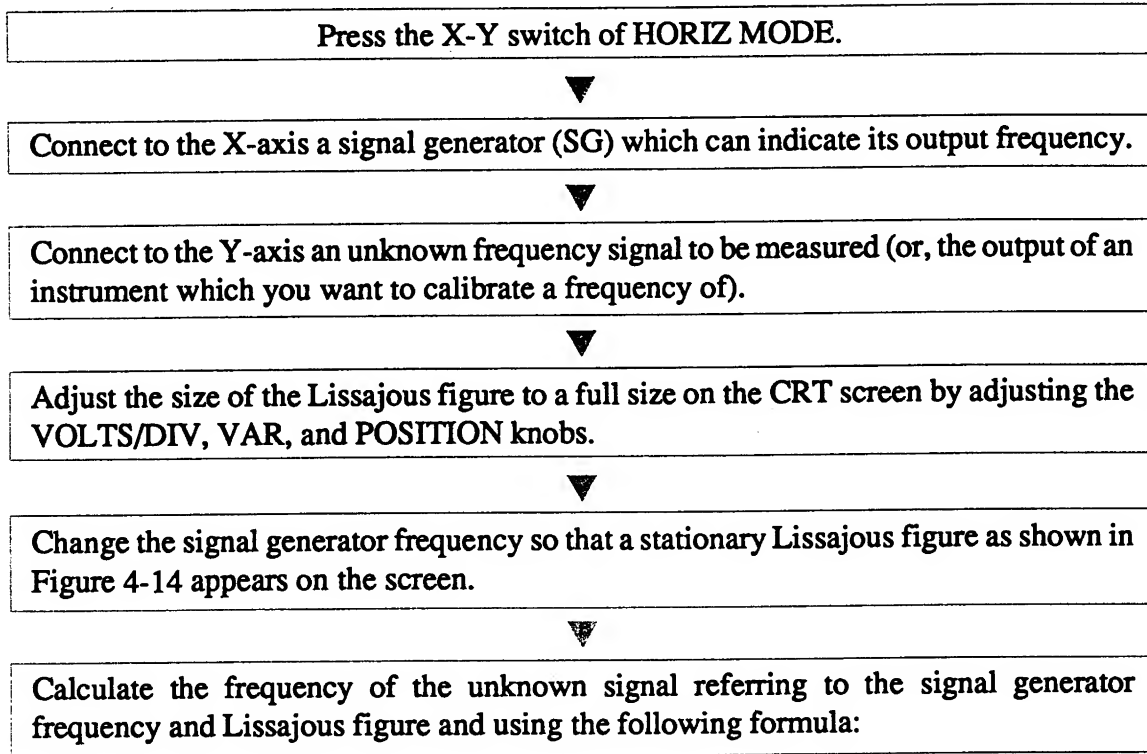 Press the X-Y switch of HORIZ MODE.
Connect to the X-axis a signal generator (SG) which can indicate its output frequency.
Connect to the Y-axis an unknown frequency signal to be measured (or, the output of an
instrument which you want to calibrate a frequency of).
Adjust the size of the Lissajous figure to a full size on the CRT screen by adjusting the
VOLTS/DIV, VAR, and POSITION knobs.
Change the signal generator frequency so that a stationary Lissajous figure as shown in
Figure 4-14 appears on the screen.
Calculate the frequency of the unknown signal referring to the signal generator
frequency and Lissajous figure and using the following formula: